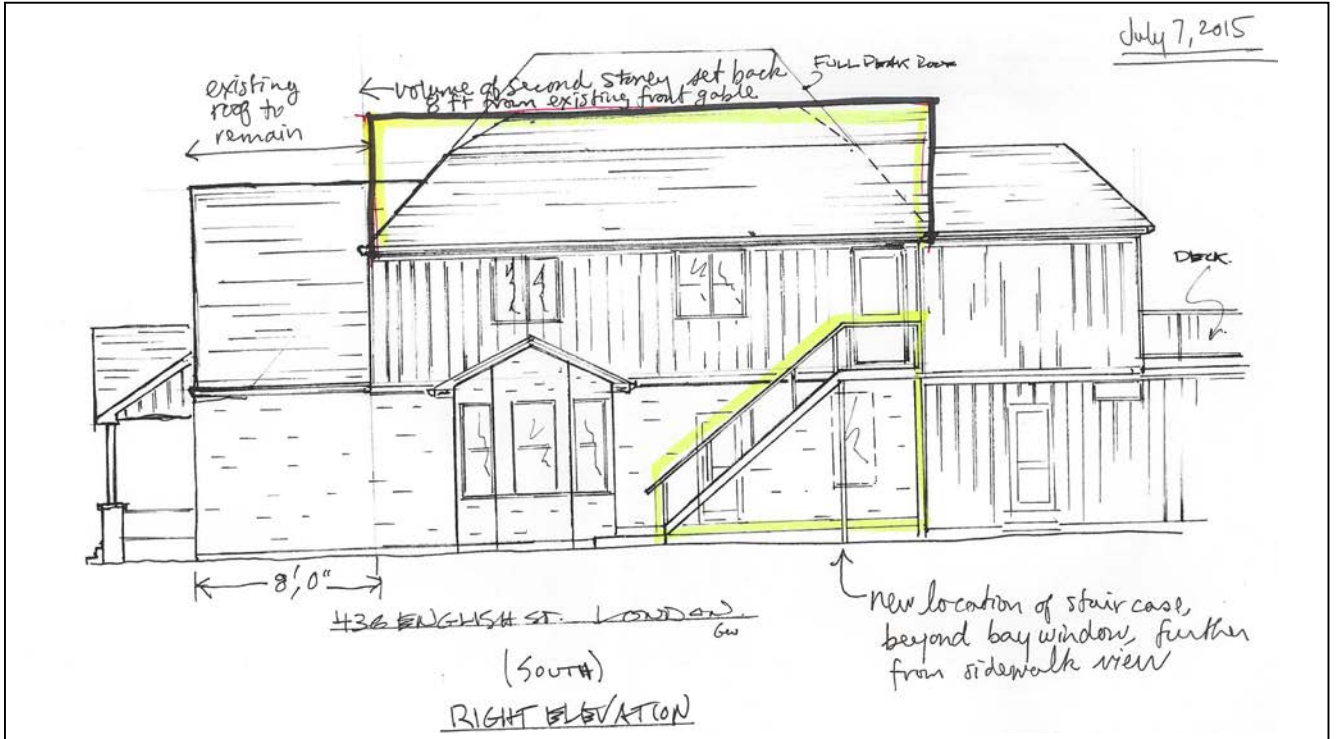 July 7, 2015
existing
roof to
remain
volume of second storey set back
8 ft from existing front gable
FULL PEAK ROOF
DECK.
8',0"
438 ENGLISH ST. LONDON.
(SOUTH)
RIGHT ELEVATION
new location of stair case,
beyond bay window, further
from sidewalk view